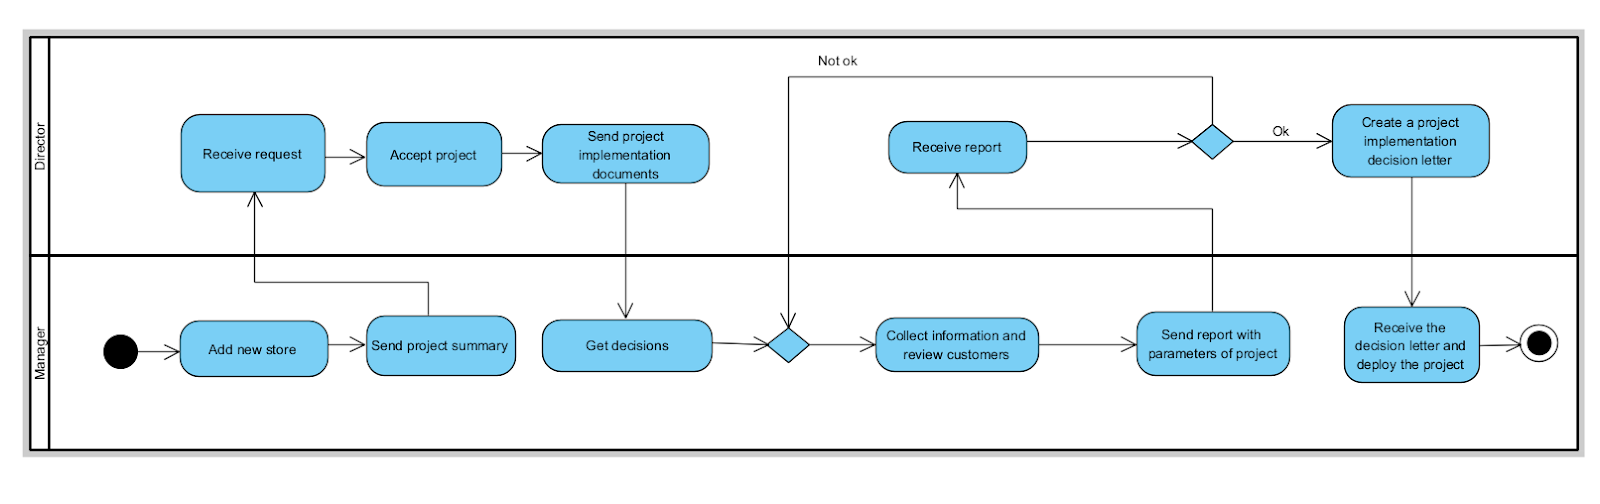 Director
Not ok
Receive request
Accept project
Send project
implementation
documents
Receive report
Ok
Create a project
implementation
decision letter
Manager
Add new store
Send project summary
Get decisions
Collect information and
review customers
Send report with
parameters of project
Receive the
decision letter and
deploy the project